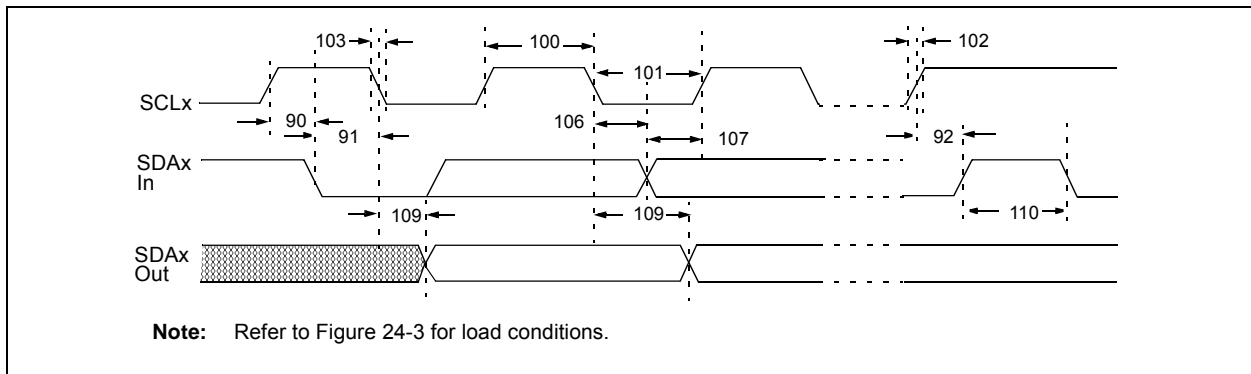 103
100
102
101
SCLx
90
91
106
107
92
SDAx
In
109
109
110
SDAx
Out
Note: Refer to Figure 24-3 for load conditions.